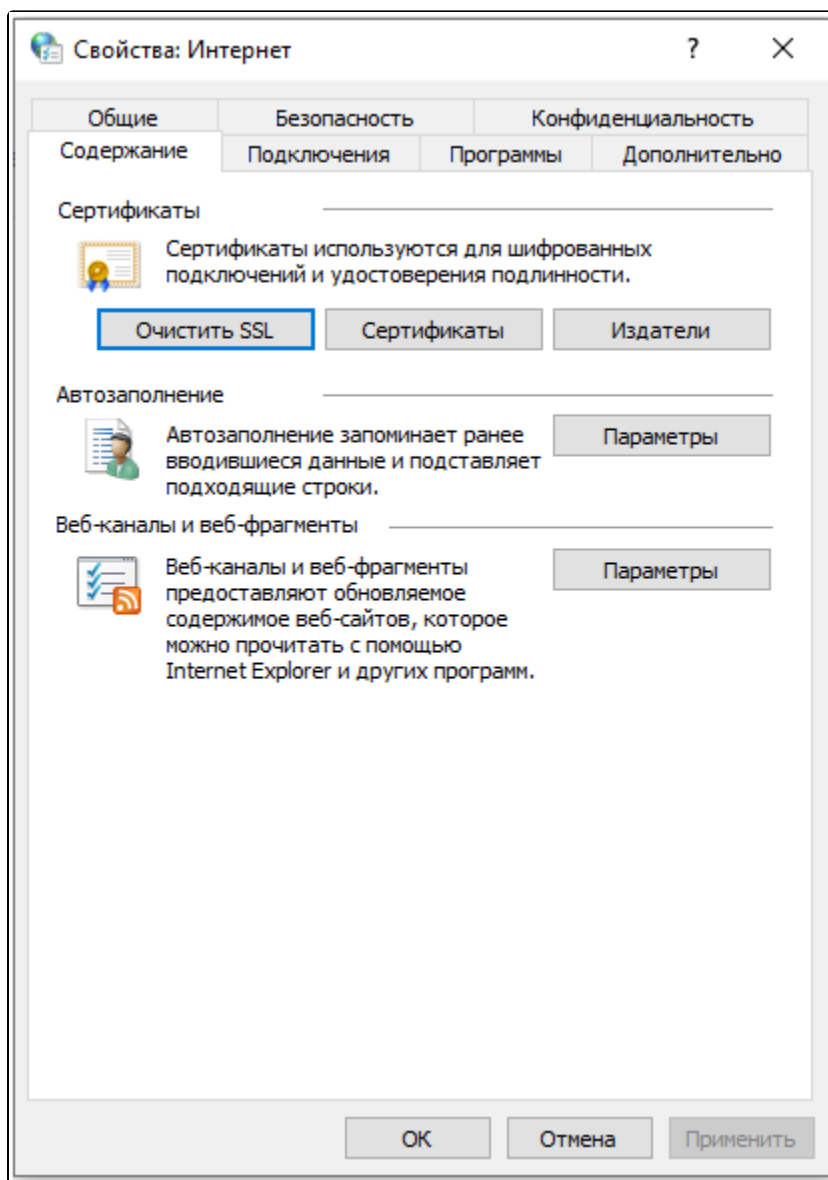 Свойства: Интернет
?
Общие
Безопасность
Конфиденциальность
Содержание
Подключения
Программы
Дополнительно
Сертификаты
Сертификаты используются для шифрованных
подключений и удостоверения подлинности.
Очистить SSL
Сертификаты
Издатели
Автозаполнение
Автозаполнение запоминает ранее
вводившиеся данные и подставляет
подходящие строки.
Параметры
Веб-каналы и веб-фрагменты
Веб-каналы и веб-фрагменты
предоставляют обновляемое
содержимое веб-сайтов, которое
можно прочитать с помощью
Internet Explorer и других программ.
Параметры
ОК
Отмена
Применить